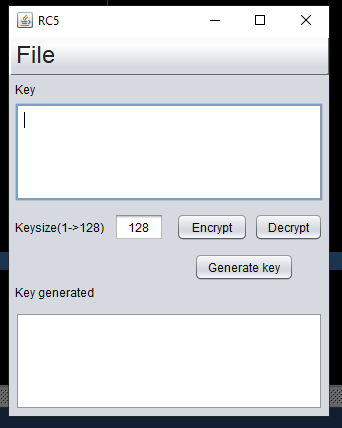 RC5
File
Key
Keysize(1->128) 128 Encrypt Decrypt
Generate key
Key generated